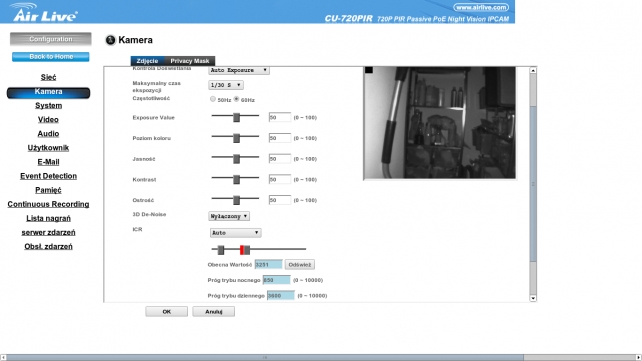 Air Live
www.airlive.com
CU-720PIR 720P PIR Passive PoE Night Vision IPCAM
Configuration
Back to Home
Sieć
Kamera
System
Video
Audio
Użytkownik
E-Mail
Event Detection
Pamięć
Continuous Recording
Lista nagrań
serwer zdarzeń
Obsł. zdarzeń
Kamera
Zdjęcie Privacy Mask
Kontrola Doświetlania Auto Exposure
Maksymalny czas ekspozycji 1/30 S
Częstotliwość 50Hz 60Hz
Exposure Value 50 (0 ~ 100)
Poziom koloru 50 (0 ~ 100)
Jasność 50 (0 ~ 100)
Kontrast 50 (0 ~ 100)
Ostrość 50 (0 ~ 100)
3D De-Noise Wyłączony
ICR Auto
Obecna Wartość 3251 Odśwież
Próg trybu nocnego 850 (0 ~ 10000)
Próg trybu dziennego 3600 (0 ~ 10000)
OK Anuluj